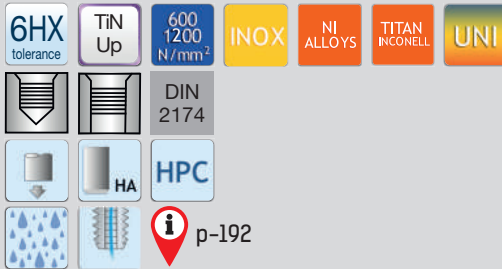 6HX
tolerance
TiN
Up
600
1200
N/mm²
INOX
NI
ALLOYS
TITAN
INCONELL
UNI
DIN
2174
HA
HPC
i
p-192